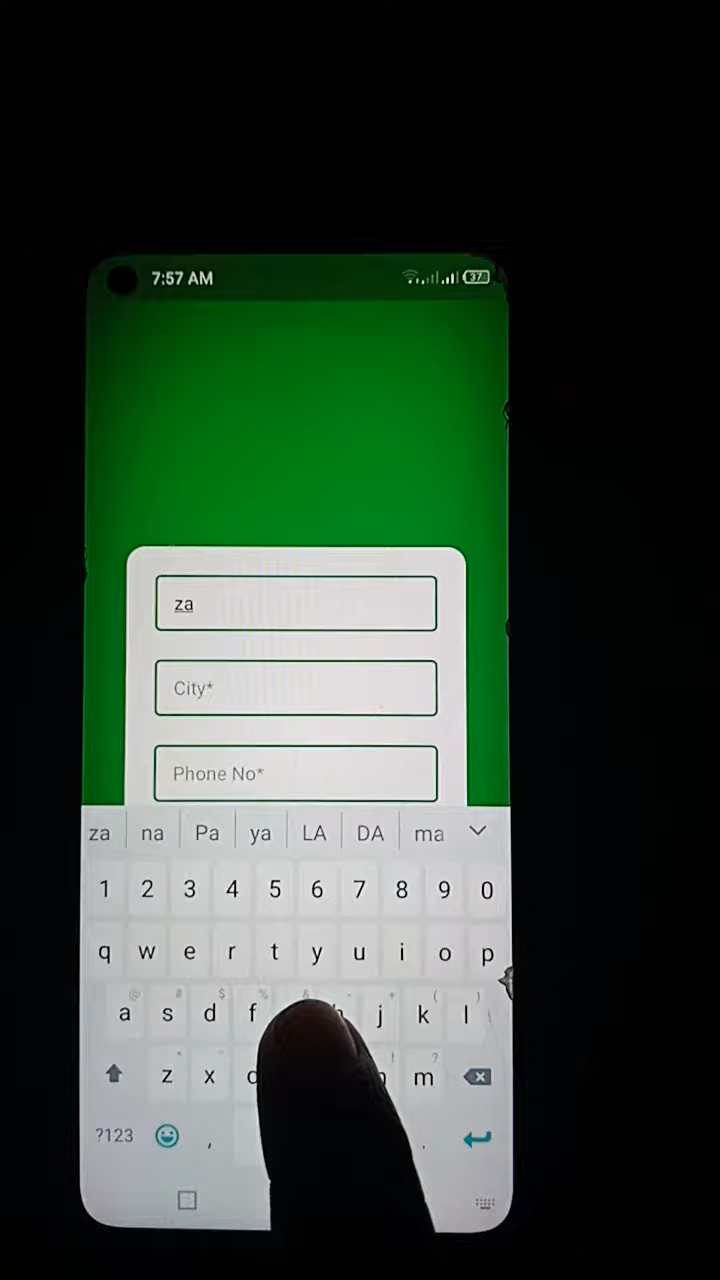 7:57 AM
37
za
City*
Phone No*
za na Pa ya LA DA ma
1 2 3 4 5 6 7 8 9 0
q w e r t y u i o p
@ # $ % & - + ( )
a s d f j k l
* ! ?
z x m
?123 , .